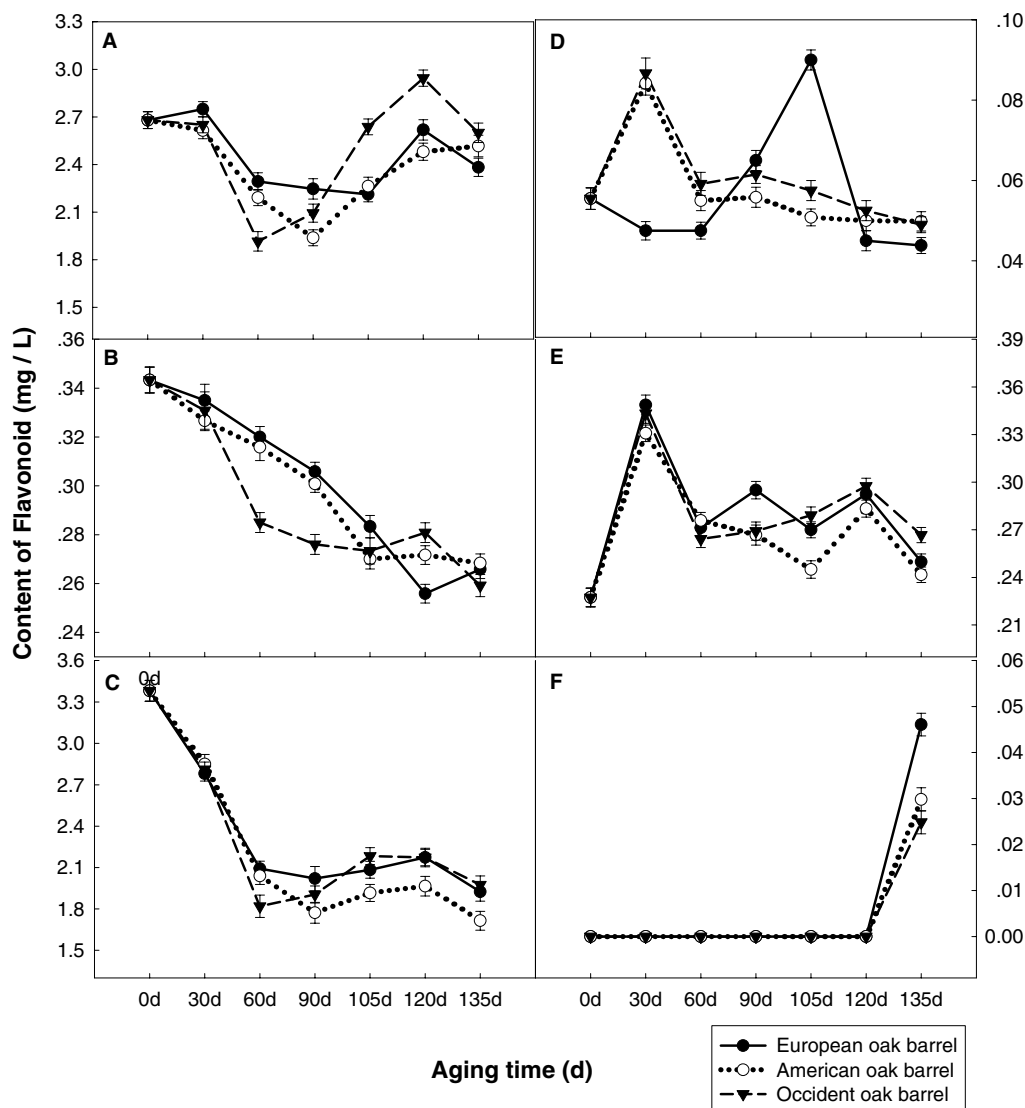 3.3
3.0
2.7
2.4
2.1
1.8
1.5
A
.36
.34
.32
.30
.28
.26
.24
B
3.6
3.3
3.0
2.7
2.4
2.1
1.8
1.5
C
0d
D
.10
.08
.06
.04
E
.39
.36
.33
.30
.27
.24
.21
F
.06
.05
.04
.03
.02
.01
0.00
Content of Flavonoid (mg / L)
0d 30d 60d 90d 105d 120d 135d
0d 30d 60d 90d 105d 120d 135d
Aging time (d)
European oak barrel
American oak barrel
Occident oak barrel